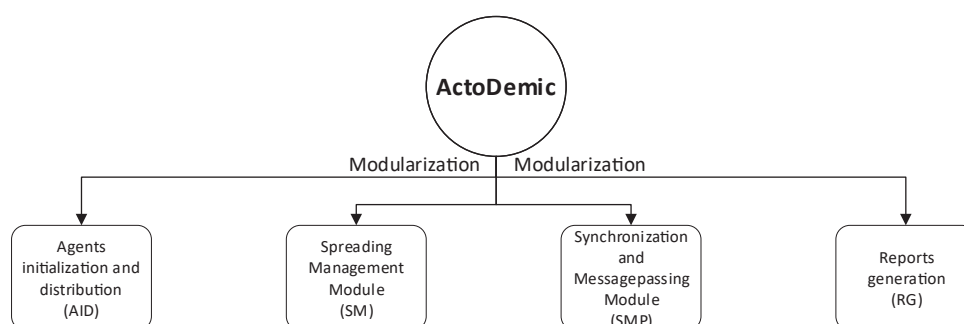 ActoDemic
Modularization Modularization
Agents
initialization and
distribution
(AID)
Spreading
Management
Module
(SM)
Synchronization
and
Messagepassing
Module
(SMP)
Reports
generation
(RG)